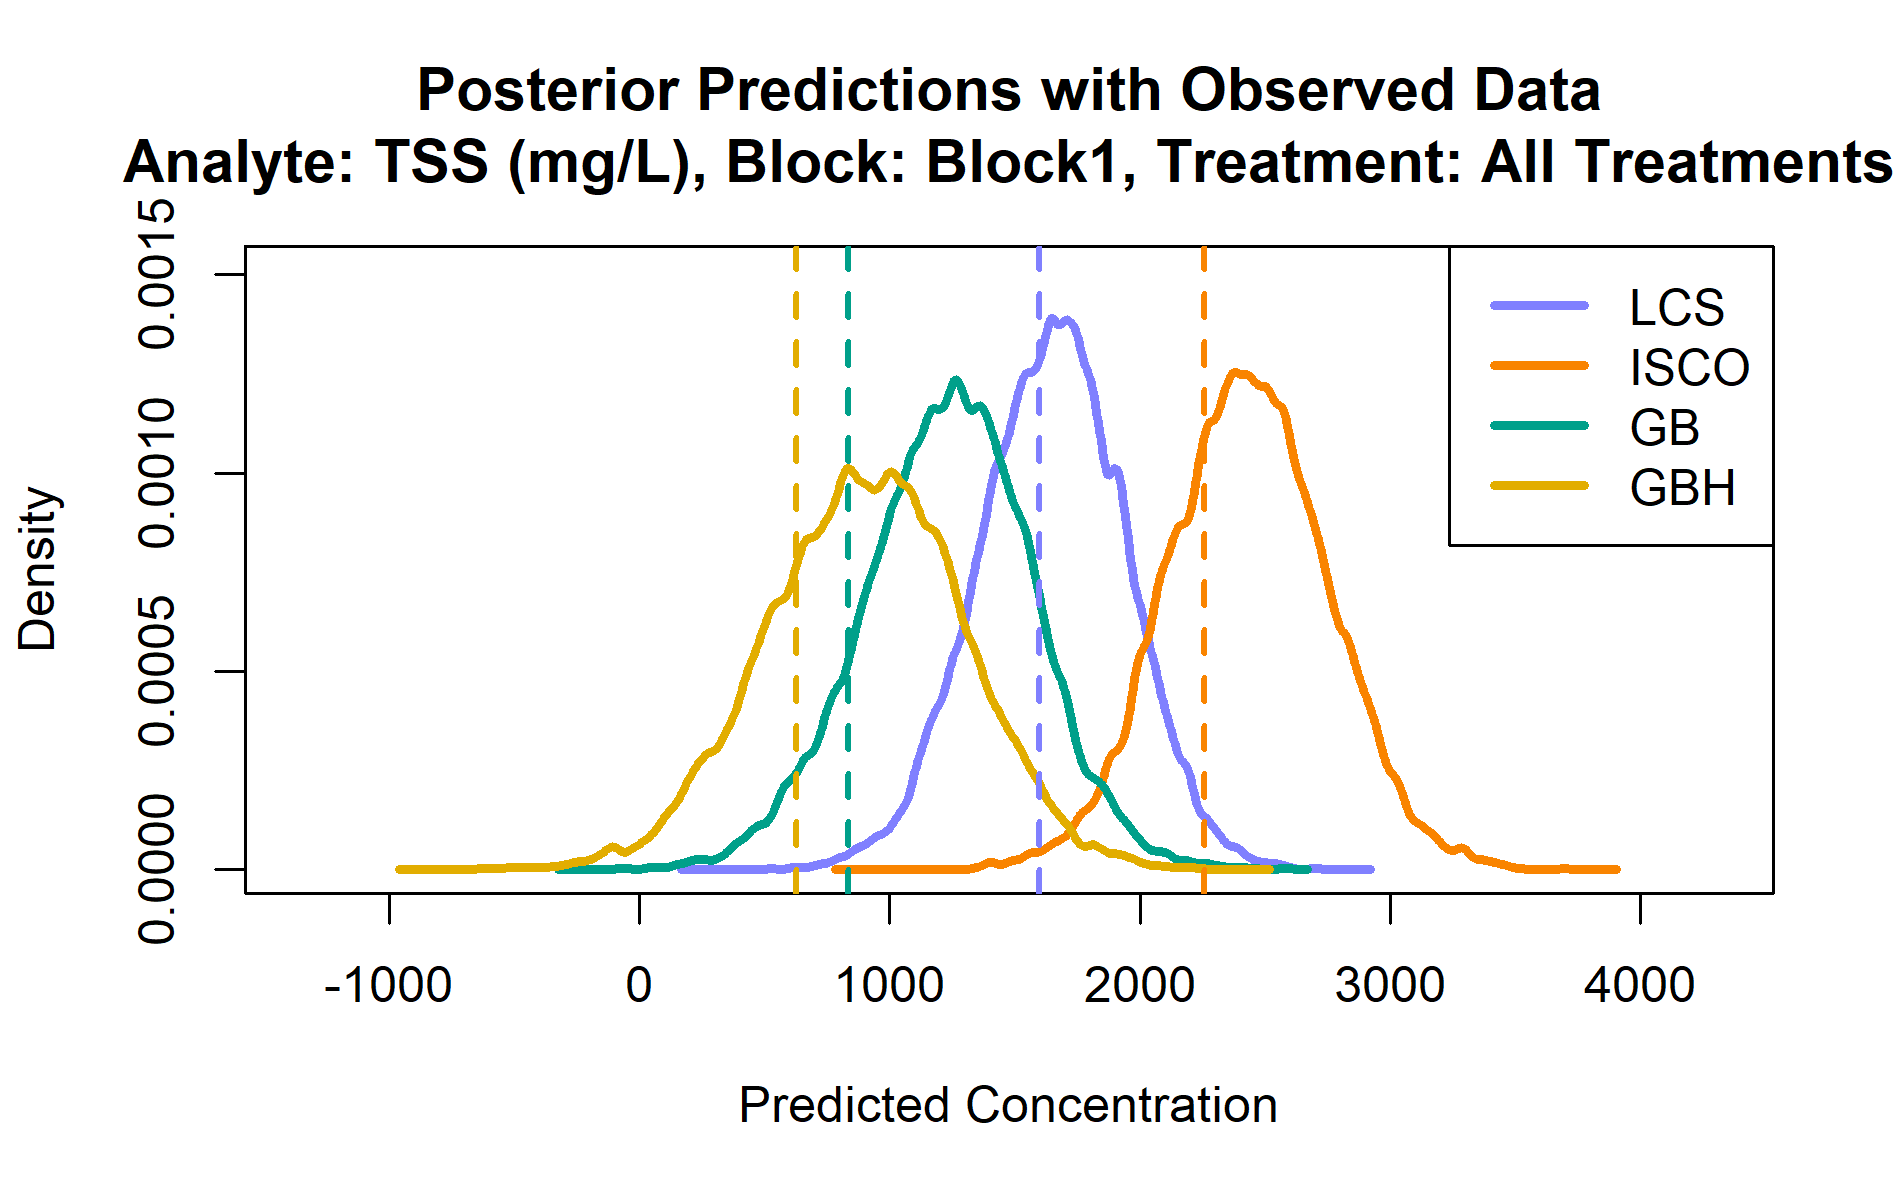 Posterior Predictions with Observed Data
Analyte: TSS (mg/L), Block: Block1, Treatment: All Treatments
Density
0.0015
0.0010
0.0005
0.0000
LCS
ISCO
GB
GBH
-1000 0 1000 2000 3000 4000
Predicted Concentration